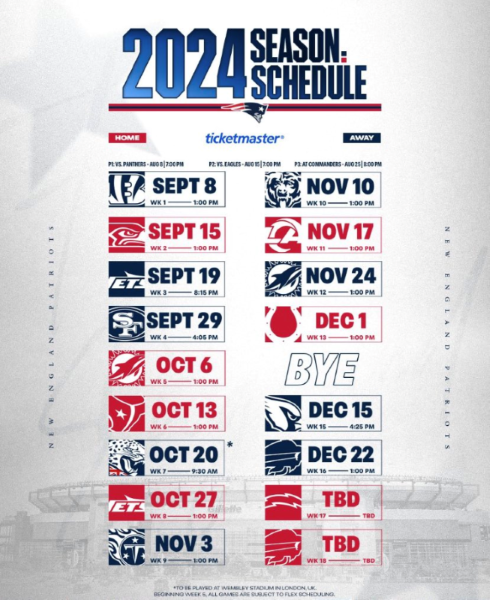 2024 SEASON:
SCHEDULE
HOME
ticketmaster®
AWAY
P1: VS. PANTHERS - AUG 8 | 7:00 PM
P2: VS. EAGLES - AUG 15 | 7:00 PM
P3: AT COMMANDERS - AUG 25 | 8:00 PM
SEPT 8
WK 1 1:00 PM
SEPT 15
WK 2 1:00 PM
JETS
SEPT 19
WK 3 8:15 PM
SF
SEPT 29
WK 4 4:05 PM
OCT 6
WK 5 1:00 PM
OCT 13
WK 6 1:00 PM
OCT 20 *
WK 7 9:30 AM
JETS
OCT 27
WK 8 1:00 PM
NOV 3
WK 9 1:00 PM
NOV 10
WK 10 1:00 PM
NOV 17
WK 11 1:00 PM
NOV 24
WK 12 1:00 PM
DEC 1
WK 13 1:00 PM
BYE
DEC 15
WK 15 4:25 PM
DEC 22
WK 16 1:00 PM
TBD
WK 17 TBD
TBD
WK 18 TBD
NEW ENGLAND PATRIOTS
NEW ENGLAND PATRIOTS
*TO BE PLAYED AT WEMBLEY STADIUM IN LONDON, UK.
BEGINNING WEEK 5, ALL GAMES ARE SUBJECT TO FLEX SCHEDULING.